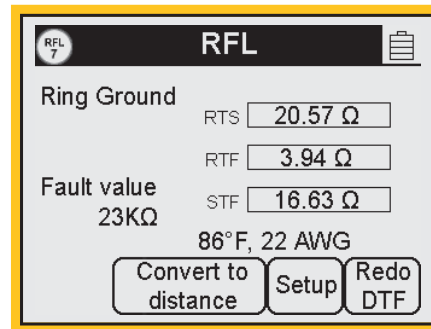 RFL 7
RFL
Ring Ground
RTS 20.57 Ω
RTF 3.94 Ω
Fault value
23KΩ
STF 16.63 Ω
86°F, 22 AWG
Convert to distance
Setup
Redo DTF